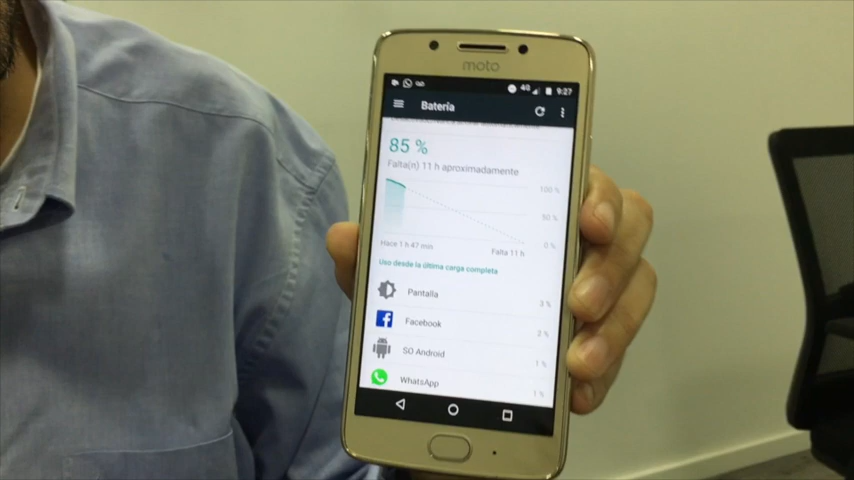 moto
4G 9:27
Batería
85 %
Falta(n) 11 h aproximadamente
100 %
50 %
0 %
Hace 1 h 47 min Falta 11 h
Uso desde la última carga completa
Pantalla 3 %
Facebook 2 %
SO Android 1 %
WhatsApp 1 %